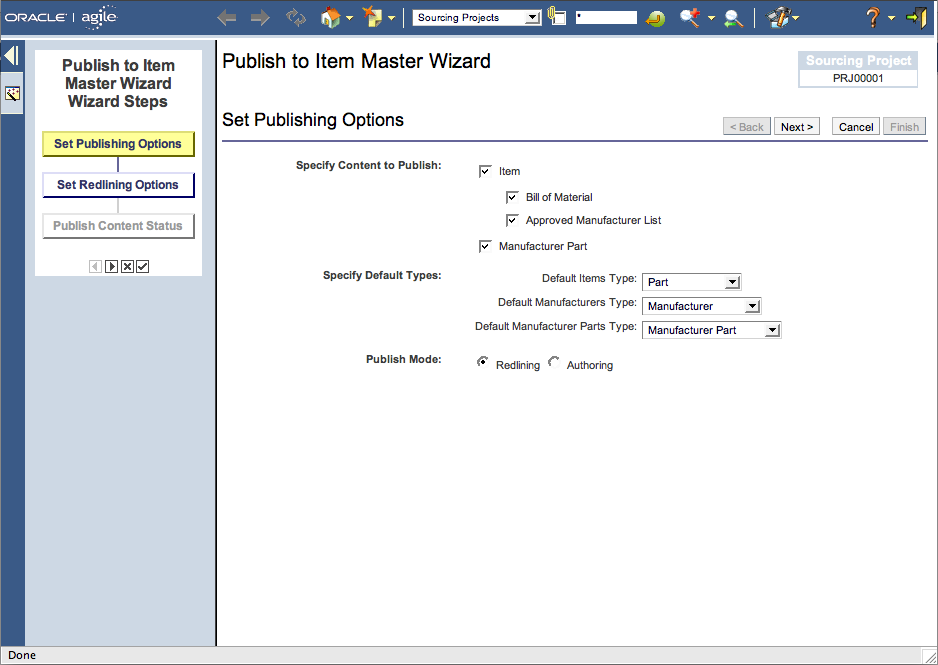 ORACLE | agile
Sourcing Projects
*
Publish to Item
Master Wizard
Wizard Steps
Set Publishing Options
Set Redlining Options
Publish Content Status
Publish to Item Master Wizard
Sourcing Project
PRJ00001
Set Publishing Options
< Back
Next >
Cancel
Finish
Specify Content to Publish:
Item
Bill of Material
Approved Manufacturer List
Manufacturer Part
Specify Default Types:
Default Items Type: Part
Default Manufacturers Type: Manufacturer
Default Manufacturer Parts Type: Manufacturer Part
Publish Mode:
Redlining
Authoring
Done